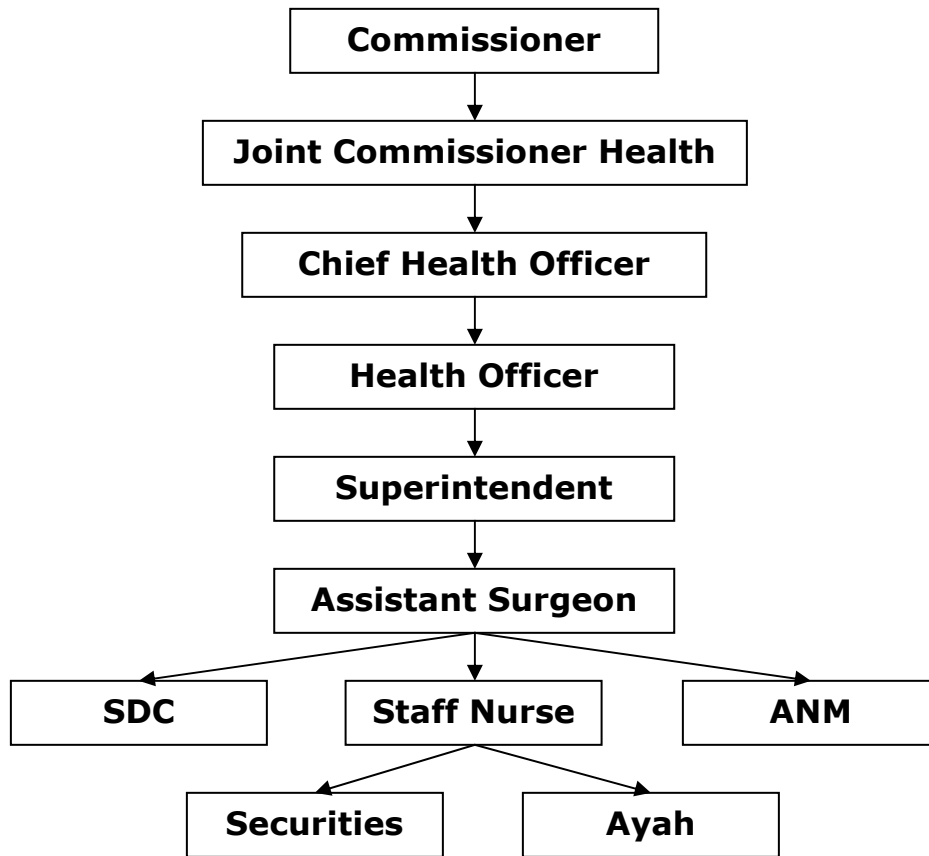 Commissioner
Joint Commissioner Health
Chief Health Officer
Health Officer
Superintendent
Assistant Surgeon
SDC
Staff Nurse
ANM
Securities
Ayah